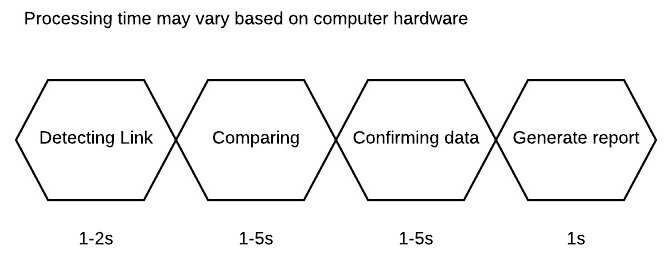 Processing time may vary based on computer hardware
Detecting Link
Comparing
Confirming data
Generate report
1-2s
1-5s
1-5s
1s